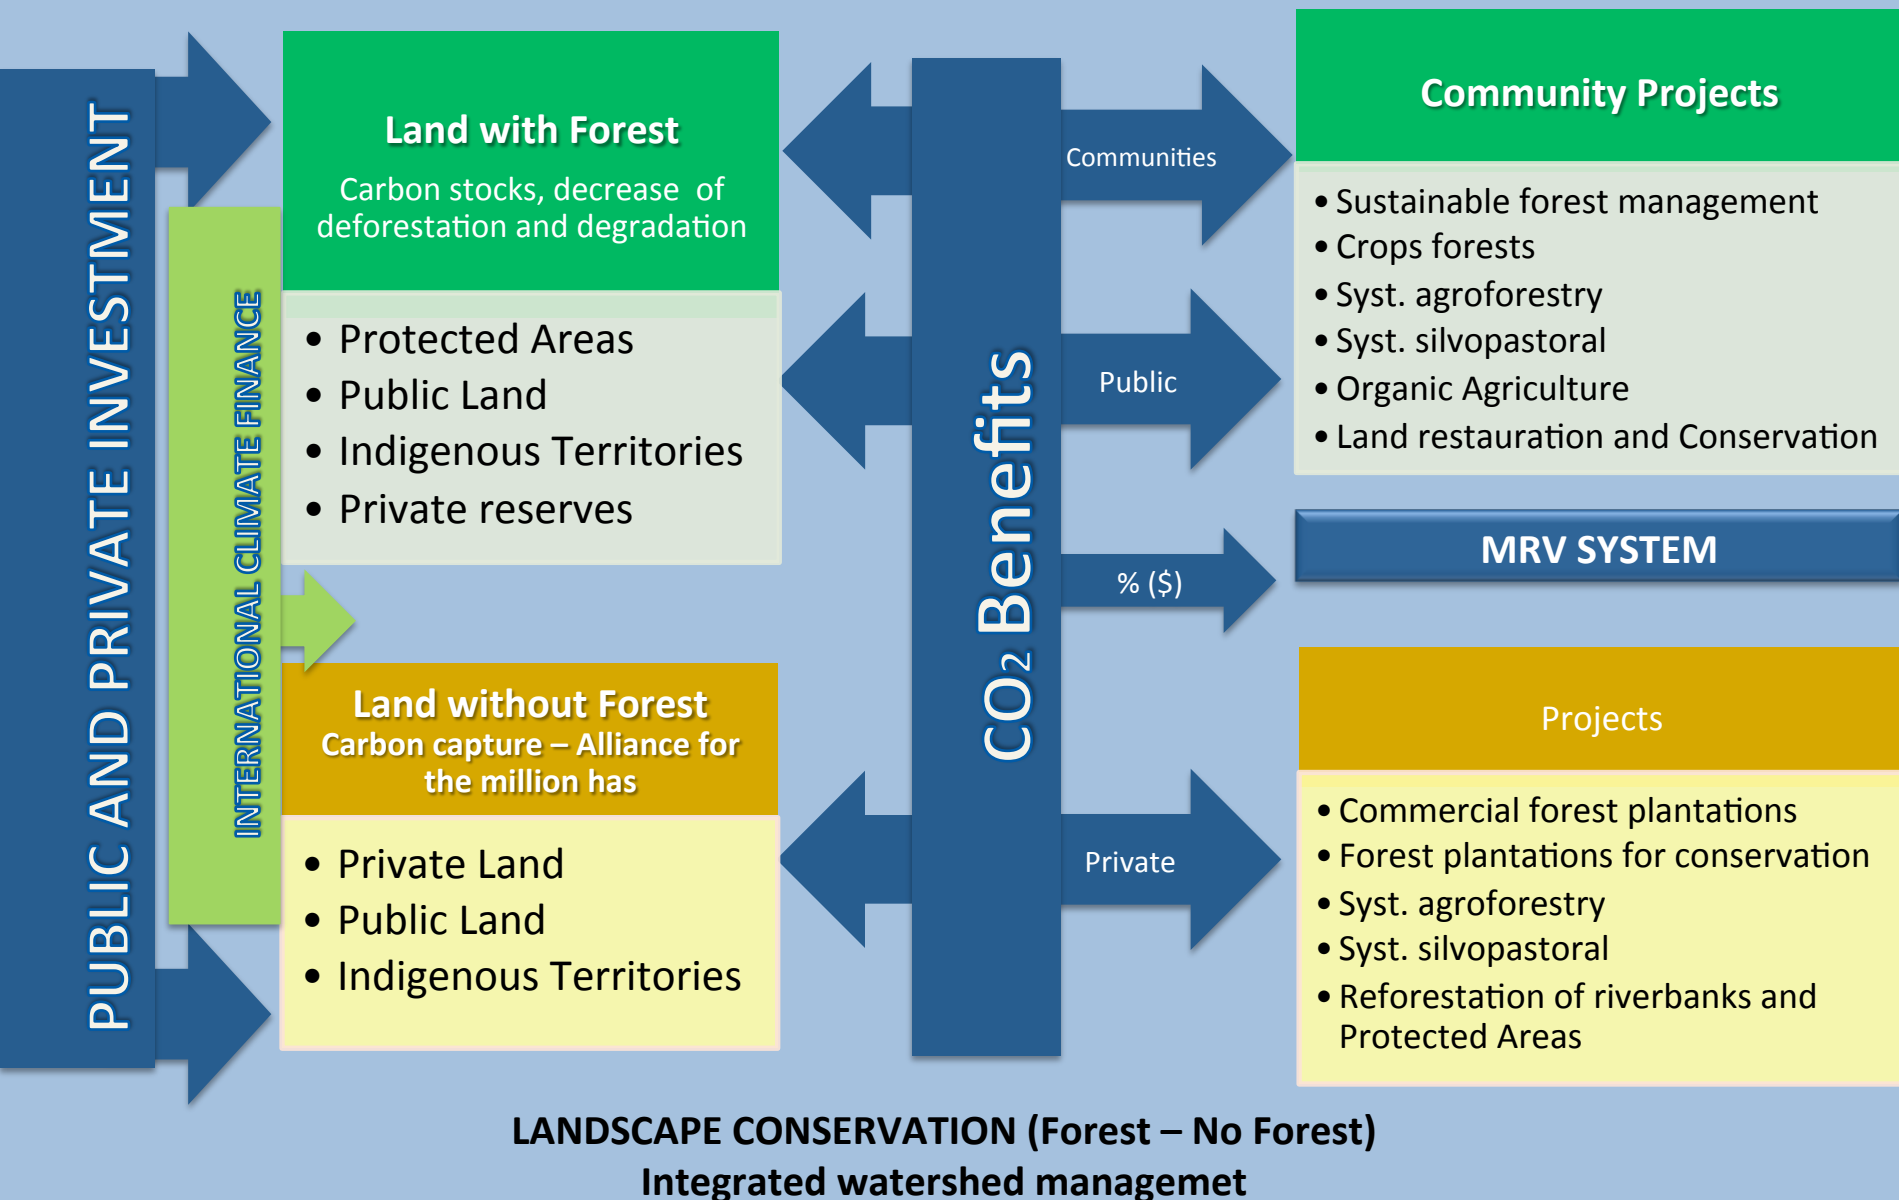 PUBLIC AND PRIVATE INVESTMENT
INTERNATIONAL CLIMATE FINANCE
Land with Forest
Carbon stocks, decrease of
deforestation and degradation
• Protected Areas
• Public Land
• Indigenous Territories
• Private reserves
Land without Forest
Carbon capture – Alliance for
the million has
• Private Land
• Public Land
• Indigenous Territories
CO2 Benefits
Communities
Public
% ($)
Private
Community Projects
• Sustainable forest management
• Crops forests
• Syst. agroforestry
• Syst. silvopastoral
• Organic Agriculture
• Land restauration and Conservation
MRV SYSTEM
Projects
• Commercial forest plantations
• Forest plantations for conservation
• Syst. agroforestry
• Syst. silvopastoral
• Reforestation of riverbanks and
Protected Areas
LANDSCAPE CONSERVATION (Forest – No Forest)
Integrated watershed managemet